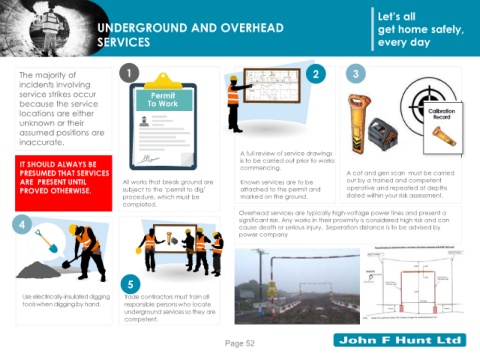 UNDERGROUND AND OVERHEAD
SERVICES
Let's all
get home safely,
every day
The majority of
incidents involving
service strikes occur
because the service
locations are either
unknown or their
assumed positions are
inaccurate.
IT SHOULD ALWAYS BE
PRESUMED THAT SERVICES
ARE PRESENT UNTIL
PROVED OTHERWISE.
1
Permit
To Work
All works that break ground are
subject to the 'permit to dig'
procedure, which must be
completed.
2
A full review of service drawings
is to be carried out prior to works
commencing.
Known services are to be
attached to the permit and
marked on the ground.
3
Calibration
Record
A cat and gen scan must be carried
out by a trained and competent
operative and repeated at depths
stated within your risk assessment.
4
Use electrically-insulated digging
tools when digging by hand.
5
Trade contractors must train all
responsible persons who locate
underground services so they are
competent.
Overhead services are typically high-voltage power lines and present a
significant risk. Any works in their proximity is considered high risk and can
cause death or serious injury. Seperation distance is to be advised by
power company
Page 52
John F Hunt Ltd